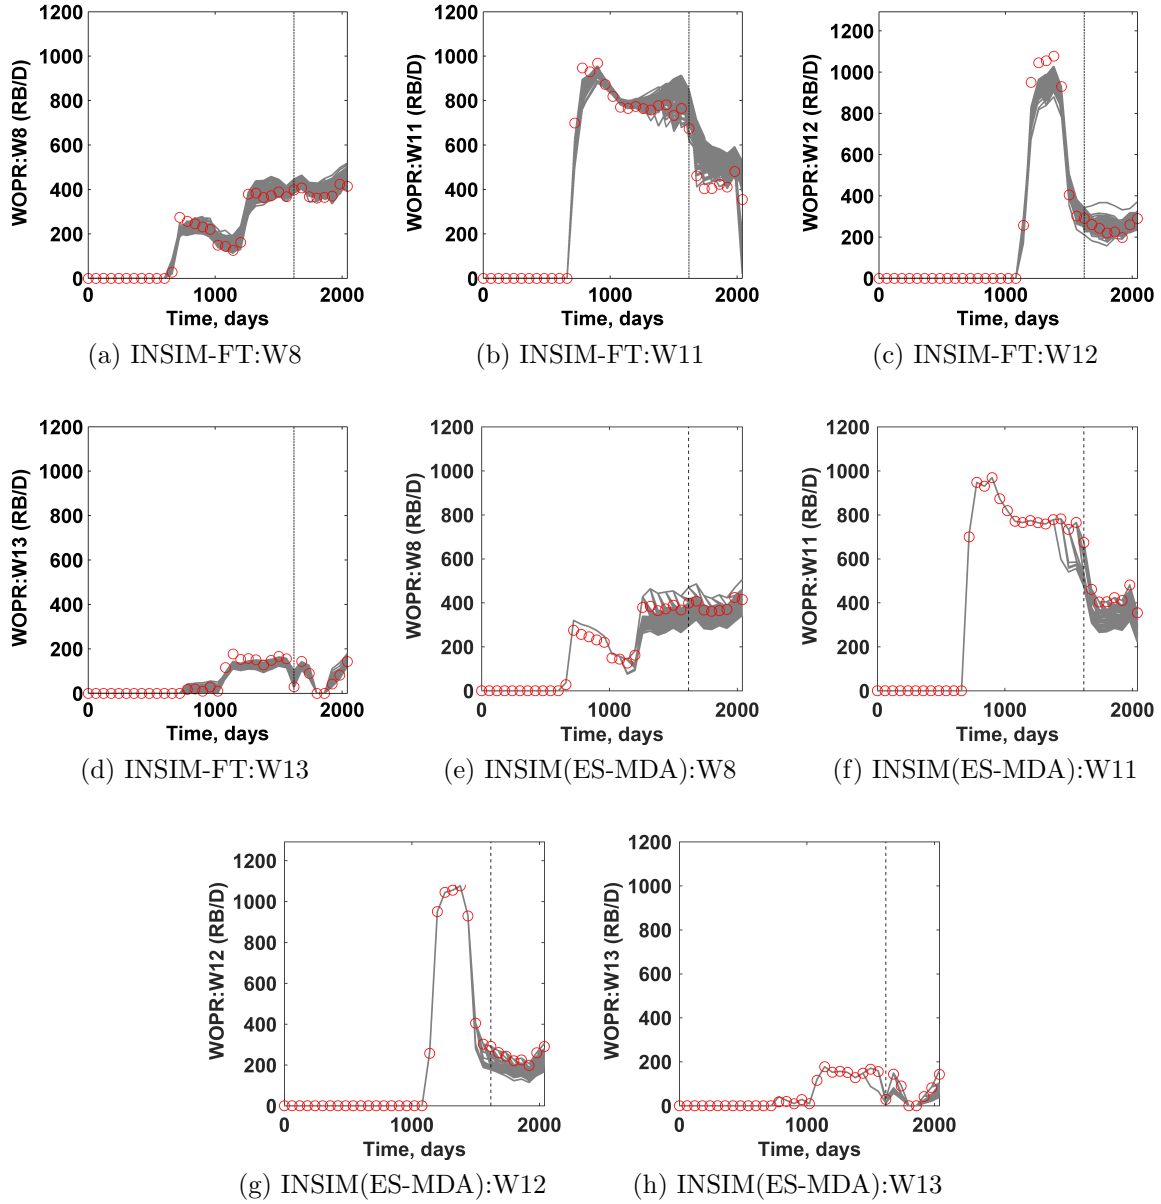 WOPR:W8 (RB/D)
1200
1000
800
600
400
200
0
0 1000 2000
Time, days
(a) INSIM-FT:W8
WOPR:W11 (RB/D)
1200
1000
800
600
400
200
0
0 1000 2000
Time, days
(b) INSIM-FT:W11
WOPR:W12 (RB/D)
1200
1000
800
600
400
200
0
0 1000 2000
Time, days
(c) INSIM-FT:W12
WOPR:W13 (RB/D)
1200
1000
800
600
400
200
0
0 1000 2000
Time, days
(d) INSIM-FT:W13
WOPR:W8 (RB/D)
1200
1000
800
600
400
200
0
0 1000 2000
Time, days
(e) INSIM(ES-MDA):W8
WOPR:W11 (RB/D)
1200
1000
800
600
400
200
0
0 1000 2000
Time, days
(f) INSIM(ES-MDA):W11
WOPR:W12 (RB/D)
1200
1000
800
600
400
200
0
0 1000 2000
Time, days
(g) INSIM(ES-MDA):W12
WOPR:W13 (RB/D)
1200
1000
800
600
400
200
0
0 1000 2000
Time, days
(h) INSIM(ES-MDA):W13